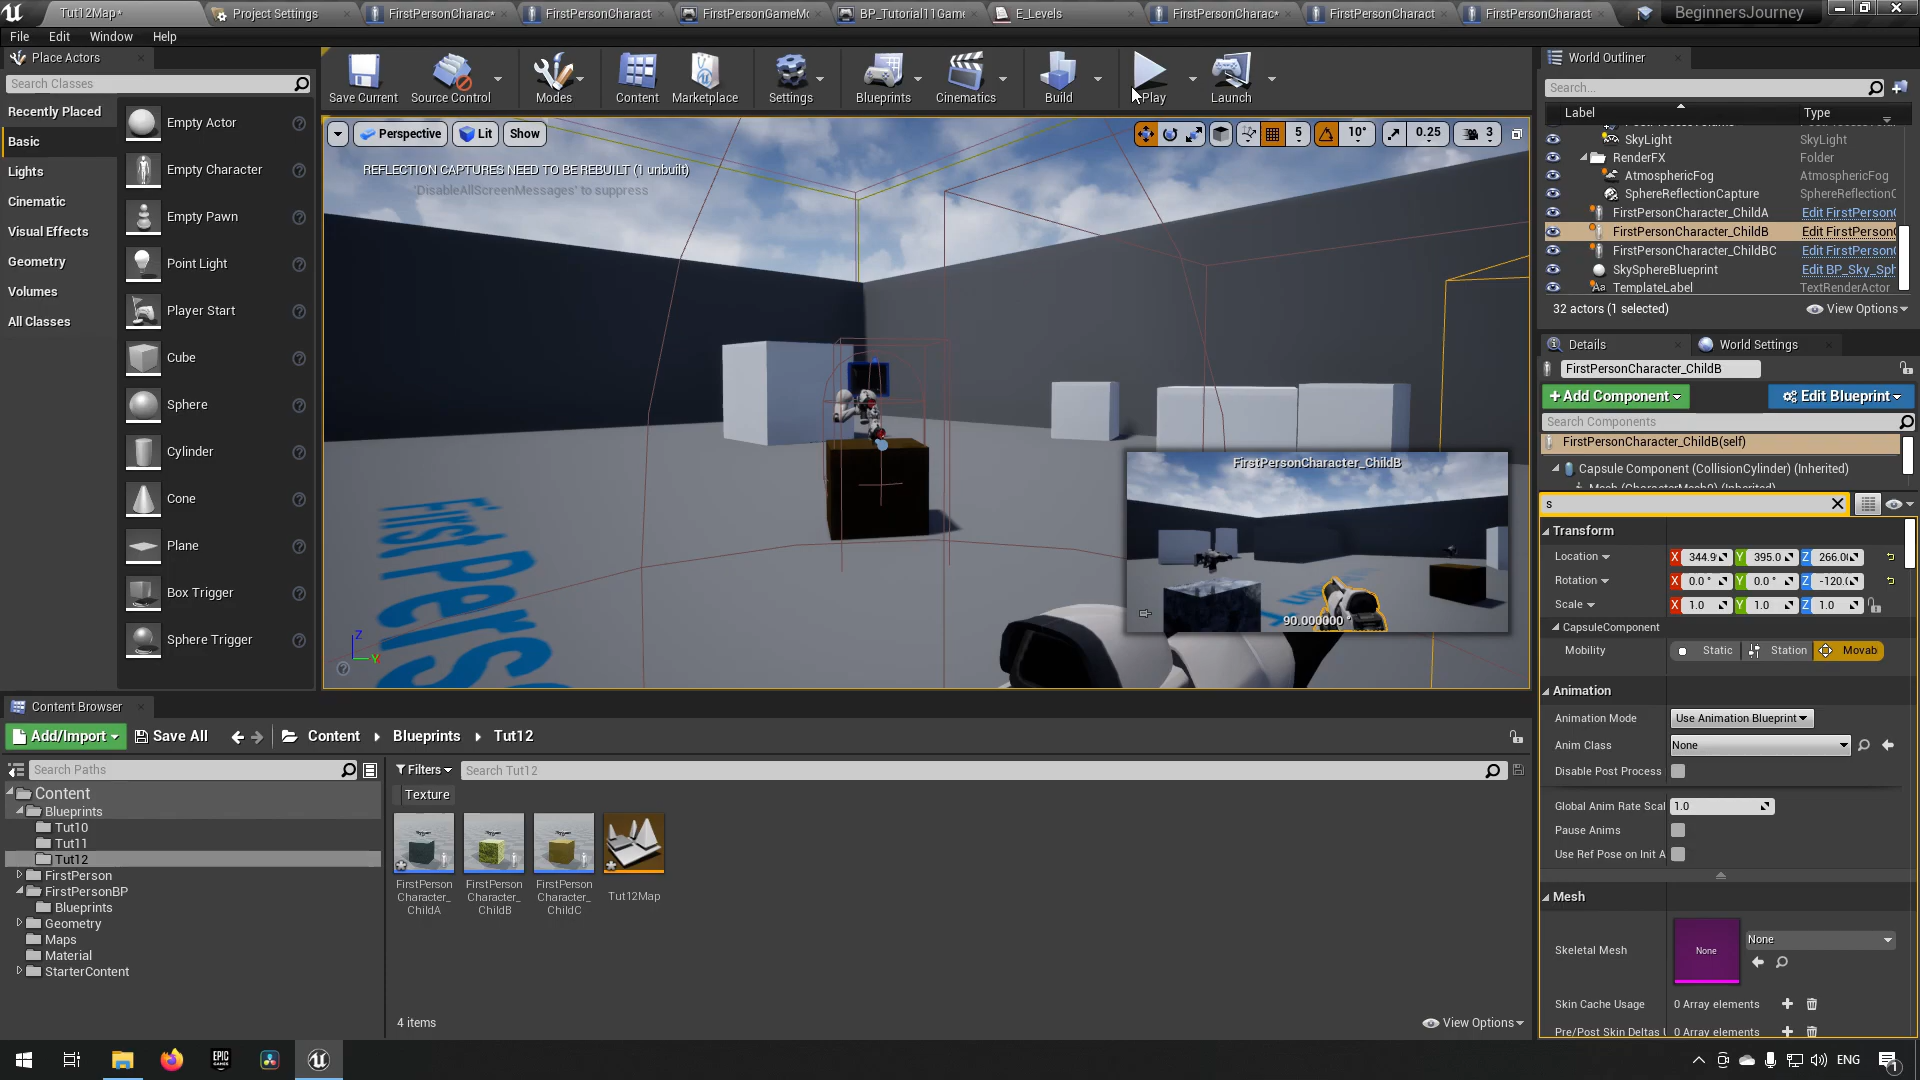 Tut12Map*
Project Settings
FirstPersonCharac*
FirstPersonCharact
FirstPersonGameMo
BP_Tutorial11Game
E_Levels
FirstPersonCharac*
FirstPersonCharact
FirstPersonCharact
BeginnersJourney
File Edit Window Help
Place Actors
Search Classes
Recently Placed
Basic
Lights
Cinematic
Visual Effects
Geometry
Volumes
All Classes
Empty Actor
Empty Character
Empty Pawn
Point Light
Player Start
Cube
Sphere
Cylinder
Cone
Plane
Box Trigger
Sphere Trigger
Save Current
Source Control
Modes
Content
Marketplace
Settings
Blueprints
Cinematics
Build
Play
Launch
Perspective
Lit
Show
5
10°
0.25
3
REFLECTION CAPTURES NEED TO BE REBUILT (1 unbuilt)
'DisableAllScreenMessages' to suppress
First Pers
FirstPersonCharacter_ChildB
90.000000 °
Z
Y
World Outliner
Search...
Label Type
SkyLight SkyLight
RenderFX Folder
AtmosphericFog AtmosphericFog
SphereReflectionCapture SphereReflectionC
FirstPersonCharacter_ChildA Edit FirstPerson
FirstPersonCharacter_ChildB Edit FirstPerson
FirstPersonCharacter_ChildBC Edit FirstPerson
SkySphereBlueprint Edit BP_Sky_Sph
TemplateLabel TextRenderActor
32 actors (1 selected)
View Options
Details
World Settings
FirstPersonCharacter_ChildB
+Add Component
Edit Blueprint
Search Components
FirstPersonCharacter_ChildB(self)
Capsule Component (CollisionCylinder) (Inherited)
Mesh (CharacterMesh0) (Inherited)
s
Transform
Location X 344.9 Y 395.0 Z 266.0
Rotation X 0.0 ° Y 0.0 ° Z -120.0
Scale X 1.0 Y 1.0 Z 1.0
CapsuleComponent
Mobility Static Station Movab
Animation
Animation Mode Use Animation Blueprint
Anim Class None
Disable Post Process
Global Anim Rate Scal 1.0
Pause Anims
Use Ref Pose on Init A
Mesh
Skeletal Mesh None None
Skin Cache Usage 0 Array elements
Pre/Post Skin Deltas U 0 Array elements
Content Browser
Add/Import
Save All
Content
Blueprints
Tut12
Search Paths
Filters
Search Tut12
Texture
Content
Blueprints
Tut10
Tut11
Tut12
FirstPerson
FirstPersonBP
Blueprints
Geometry
Maps
Material
StarterContent
FirstPerson
Character_
ChildA
FirstPerson
Character_
ChildB
FirstPerson
Character_
ChildC
Tut12Map
4 items
View Options
EPIC
GAMES
ENG
1